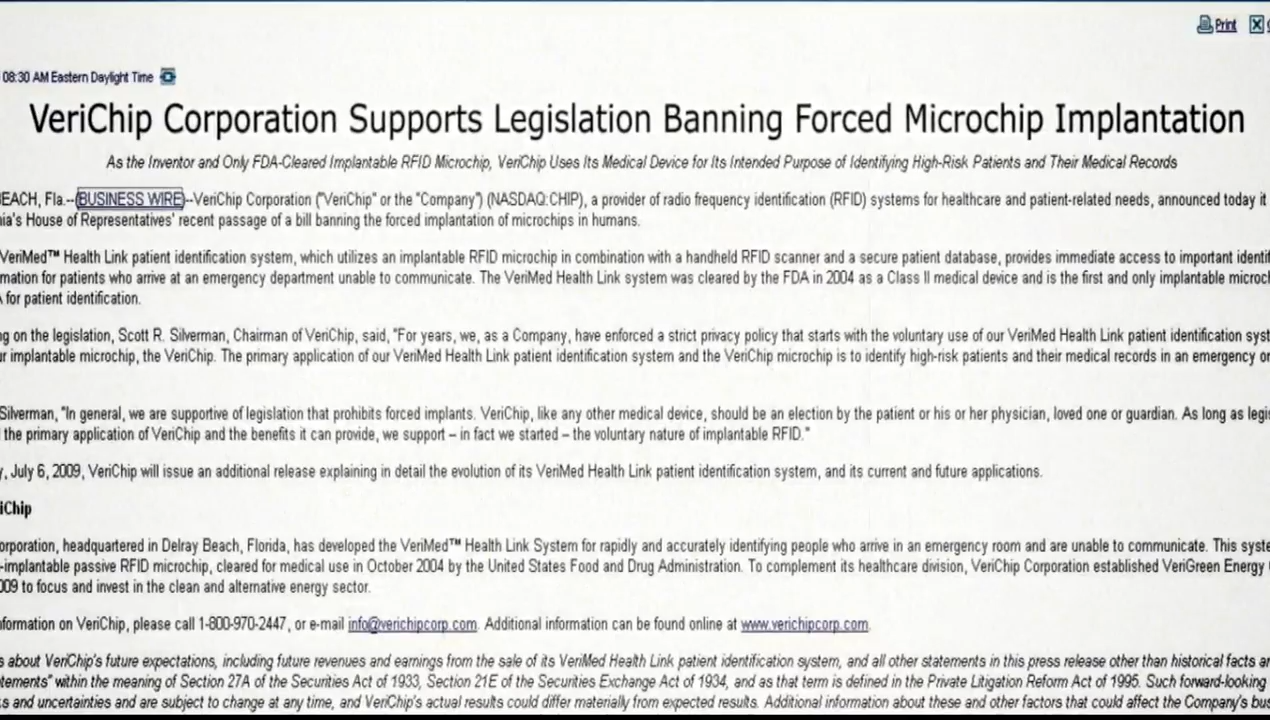 Print
08:30 AM Eastern Daylight Time
VeriChip Corporation Supports Legislation Banning Forced Microchip Implantation
As the Inventor and Only FDA-Cleared Implantable RFID Microchip, VeriChip Uses Its Medical Device for Its Intended Purpose of Identifying High-Risk Patients and Their Medical Records
EACH, Fla.--(BUSINESS WIRE)--VeriChip Corporation ("VeriChip" or the "Company") (NASDAQ:CHIP), a provider of radio frequency identification (RFID) systems for healthcare and patient-related needs, announced today it
ia's House of Representatives' recent passage of a bill banning the forced implantation of microchips in humans.
VeriMed™ Health Link patient identification system, which utilizes an implantable RFID microchip in combination with a handheld RFID scanner and a secure patient database, provides immediate access to important identif
mation for patients who arrive at an emergency department unable to communicate. The VeriMed Health Link system was cleared by the FDA in 2004 as a Class II medical device and is the first and only implantable microch
for patient identification.
ng on the legislation, Scott R. Silverman, Chairman of VeriChip, said, "For years, we, as a Company, have enforced a strict privacy policy that starts with the voluntary use of our VeriMed Health Link patient identification syst
ur implantable microchip, the VeriChip. The primary application of our VeriMed Health Link patient identification system and the VeriChip microchip is to identify high-risk patients and their medical records in an emergency or
Silverman, "In general, we are supportive of legislation that prohibits forced implants. VeriChip, like any other medical device, should be an election by the patient or his or her physician, loved one or guardian. As long as legis
the primary application of VeriChip and the benefits it can provide, we support – in fact we started – the voluntary nature of implantable RFID."
y, July 6, 2009, VeriChip will issue an additional release explaining in detail the evolution of its VeriMed Health Link patient identification system, and its current and future applications.
iChip
orporation, headquartered in Delray Beach, Florida, has developed the VeriMed™ Health Link System for rapidly and accurately identifying people who arrive in an emergency room and are unable to communicate. This syste
-implantable passive RFID microchip, cleared for medical use in October 2004 by the United States Food and Drug Administration. To complement its healthcare division, VeriChip Corporation established VeriGreen Energy
009 to focus and invest in the clean and alternative energy sector.
nformation on VeriChip, please call 1-800-970-2447, or e-mail info@verichipcorp.com. Additional information can be found online at www.verichipcorp.com.
s about VeriChip's future expectations, including future revenues and earnings from the sale of its VeriMed Health Link patient identification system, and all other statements in this press release other than historical facts ar
tements" within the meaning of Section 27A of the Securities Act of 1933, Section 21E of the Securities Exchange Act of 1934, and as that term is defined in the Private Litigation Reform Act of 1995. Such forward-looking
s and uncertainties and are subject to change at any time, and VeriChip's actual results could differ materially from expected results. Additional information about these and other factors that could affect the Company's bus